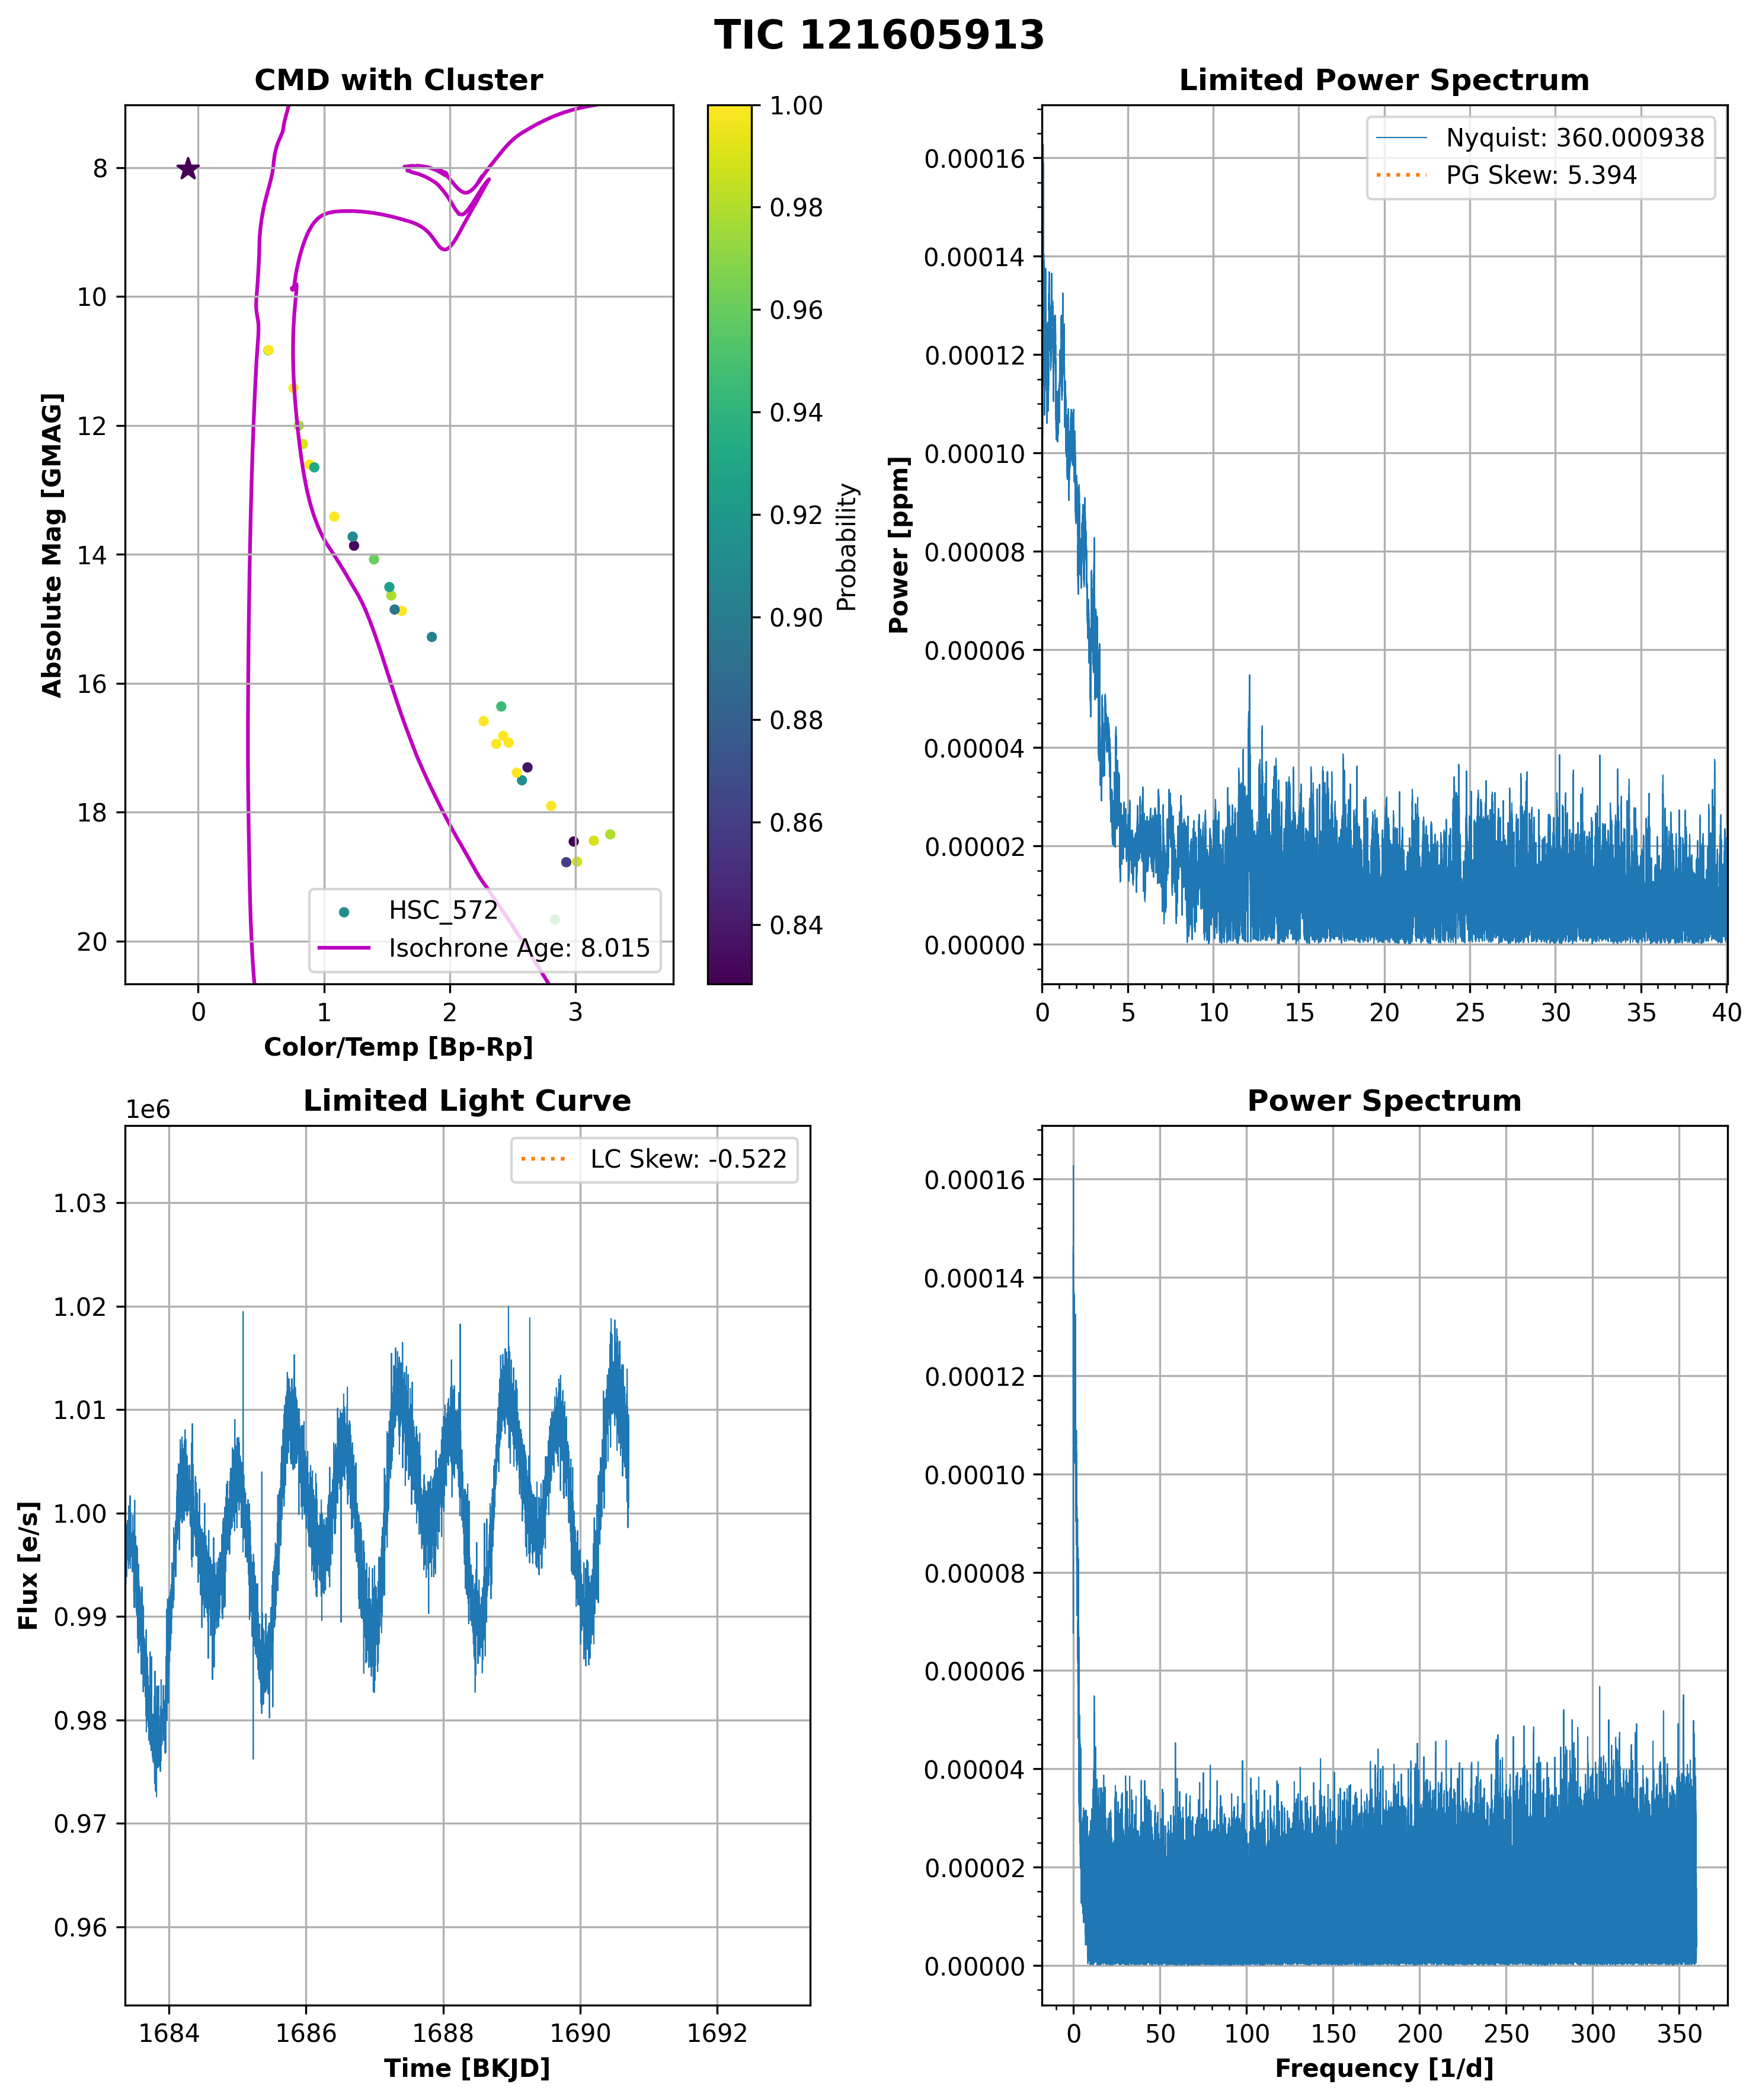 TIC 121605913
CMD with Cluster
8
10
12
14
16
18
20
0 1 2 3
Absolute Mag [GMAG]
Color/Temp [Bp-Rp]
HSC_572
Isochrone Age: 8.015
1.00
0.98
0.96
0.94
0.92
0.90
0.88
0.86
0.84
Probability
Limited Power Spectrum
Nyquist: 360.000938
PG Skew: 5.394
0.00016
0.00014
0.00012
0.00010
0.00008
0.00006
0.00004
0.00002
0.00000
0 5 10 15 20 25 30 35 40
Power [ppm]
Limited Light Curve
1e6
LC Skew: -0.522
1.03
1.02
1.01
1.00
0.99
0.98
0.97
0.96
1684 1686 1688 1690 1692
Flux [e/s]
Time [BKJD]
Power Spectrum
0.00016
0.00014
0.00012
0.00010
0.00008
0.00006
0.00004
0.00002
0.00000
0 50 100 150 200 250 300 350
Frequency [1/d]